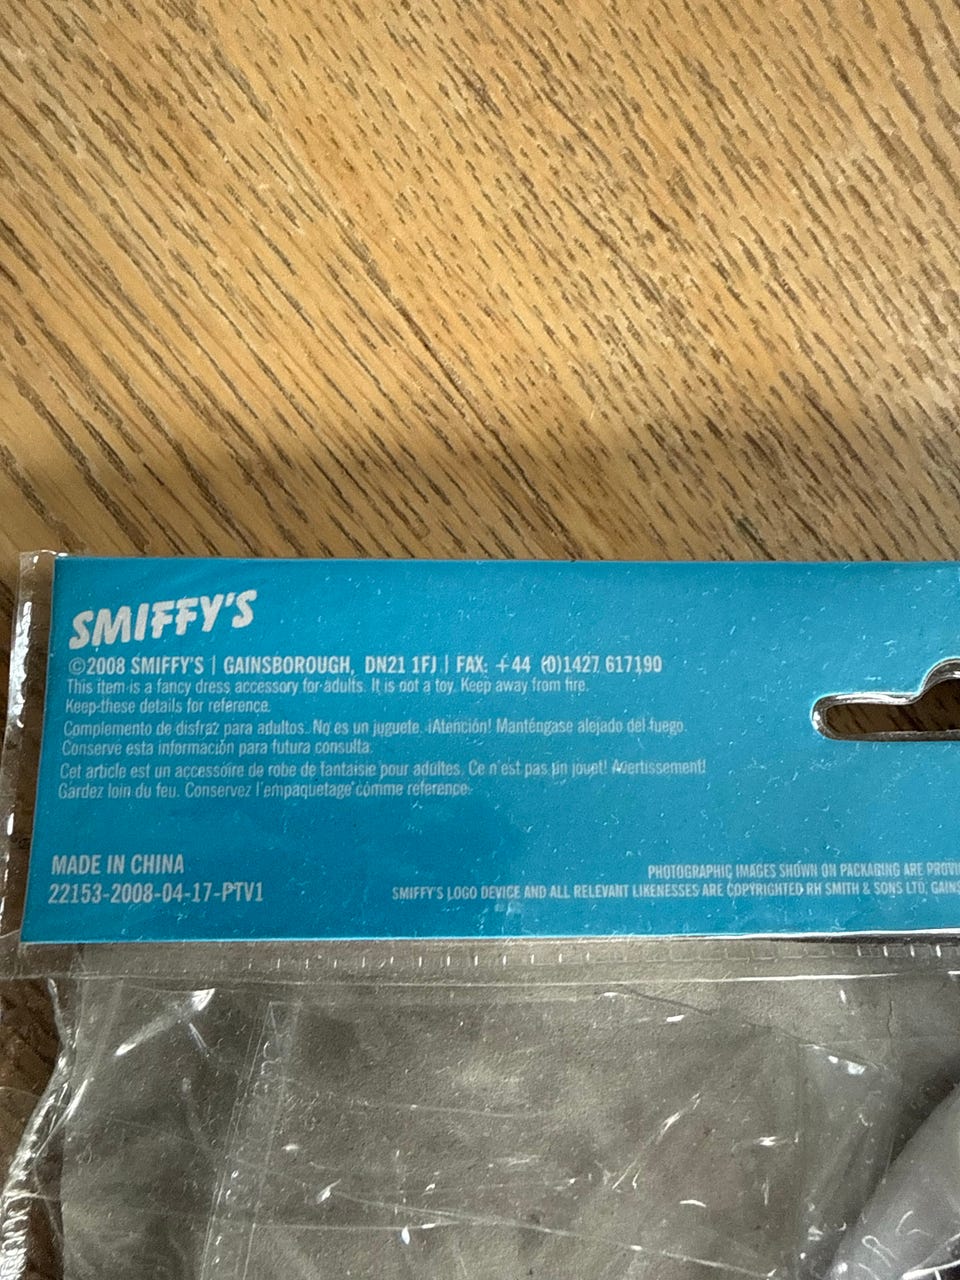 SMIFFY'S
©2008 SMIFFY'S | GAINSBOROUGH, DN21 1FJ | FAX: +44 (0)1427 617190
This item is a fancy dress accessory for adults. It is not a toy. Keep away from fire.
Keep these details for reference.
Complemento de disfraz para adultos. No es un juguete. ¡Atención! Manténgase alejado del fuego
Conserve esta información para futura consulta.
Cet article est un accessoire de robe de fantaisie pour adultes. Ce n'est pas un jouet! Avertissement!
Gardez loin du feu. Conservez l'empaquetage comme reference.
MADE IN CHINA
22153-2008-04-17-PTV1
PHOTOGRAPHIC IMAGES SHOWN ON PACKAGING ARE PROVI
SMIFFY'S LOGO DEVICE AND ALL RELEVANT LIKENESSES ARE COPYRIGHTED RH SMITH & SONS LTD, GAINS